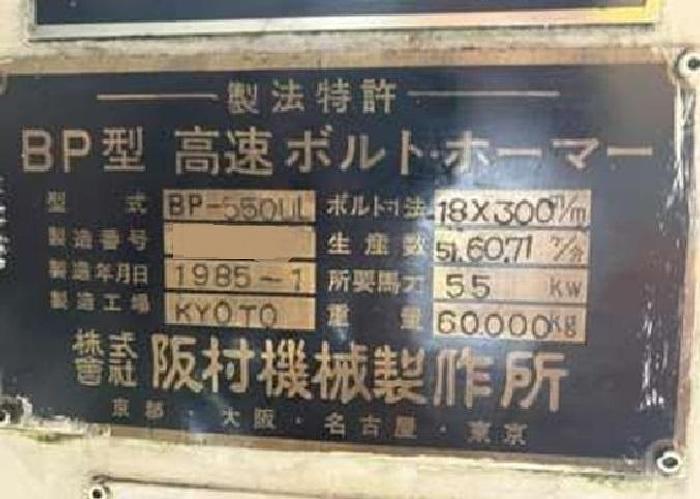 製法特許
BP型 高速ボルト・ホーマー
型式 BP-550UL ボルト寸法 18×300m/m
製造番号 生産数 51,60,71 ケ/分
製造年月日 1985-1 所要馬力 55 KW
製造工場 KYOTO 重量 60,000kg
株式会社 阪村機械製作所
京都・大阪・名古屋・東京